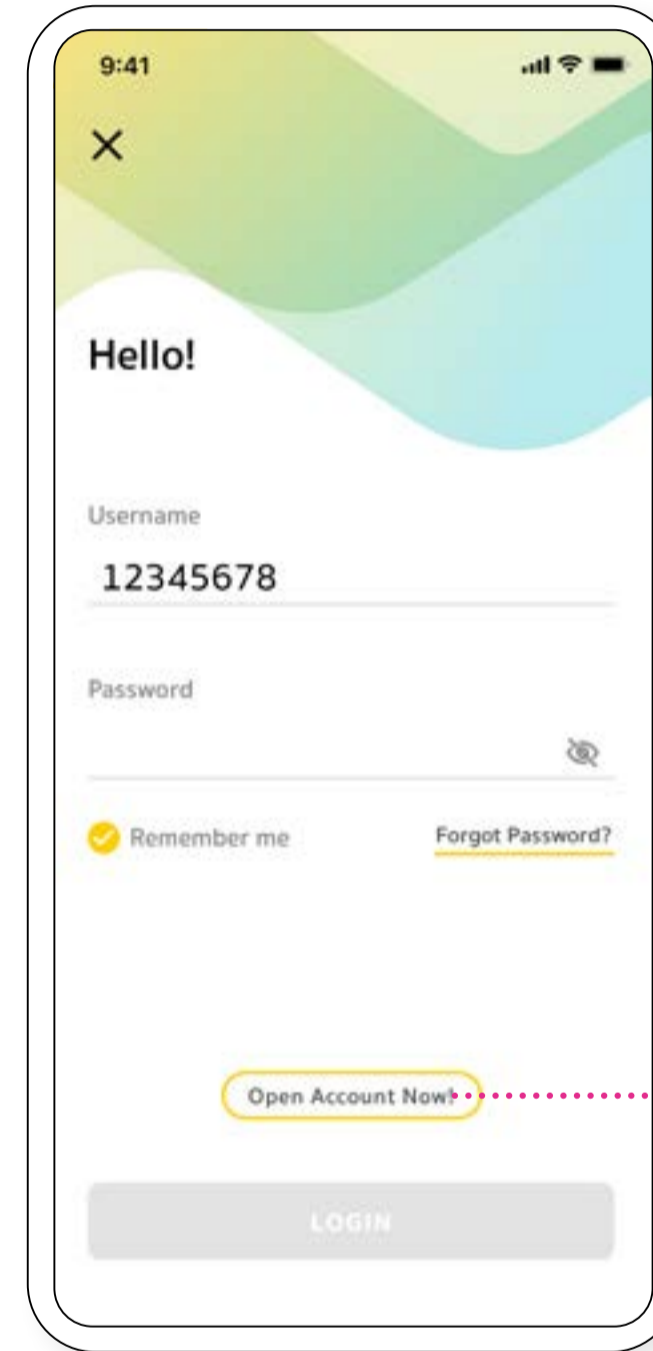 9:41
Hello!
Username
12345678
Password
Remember me
Forgot Password?
Open Account Now!
LOGIN